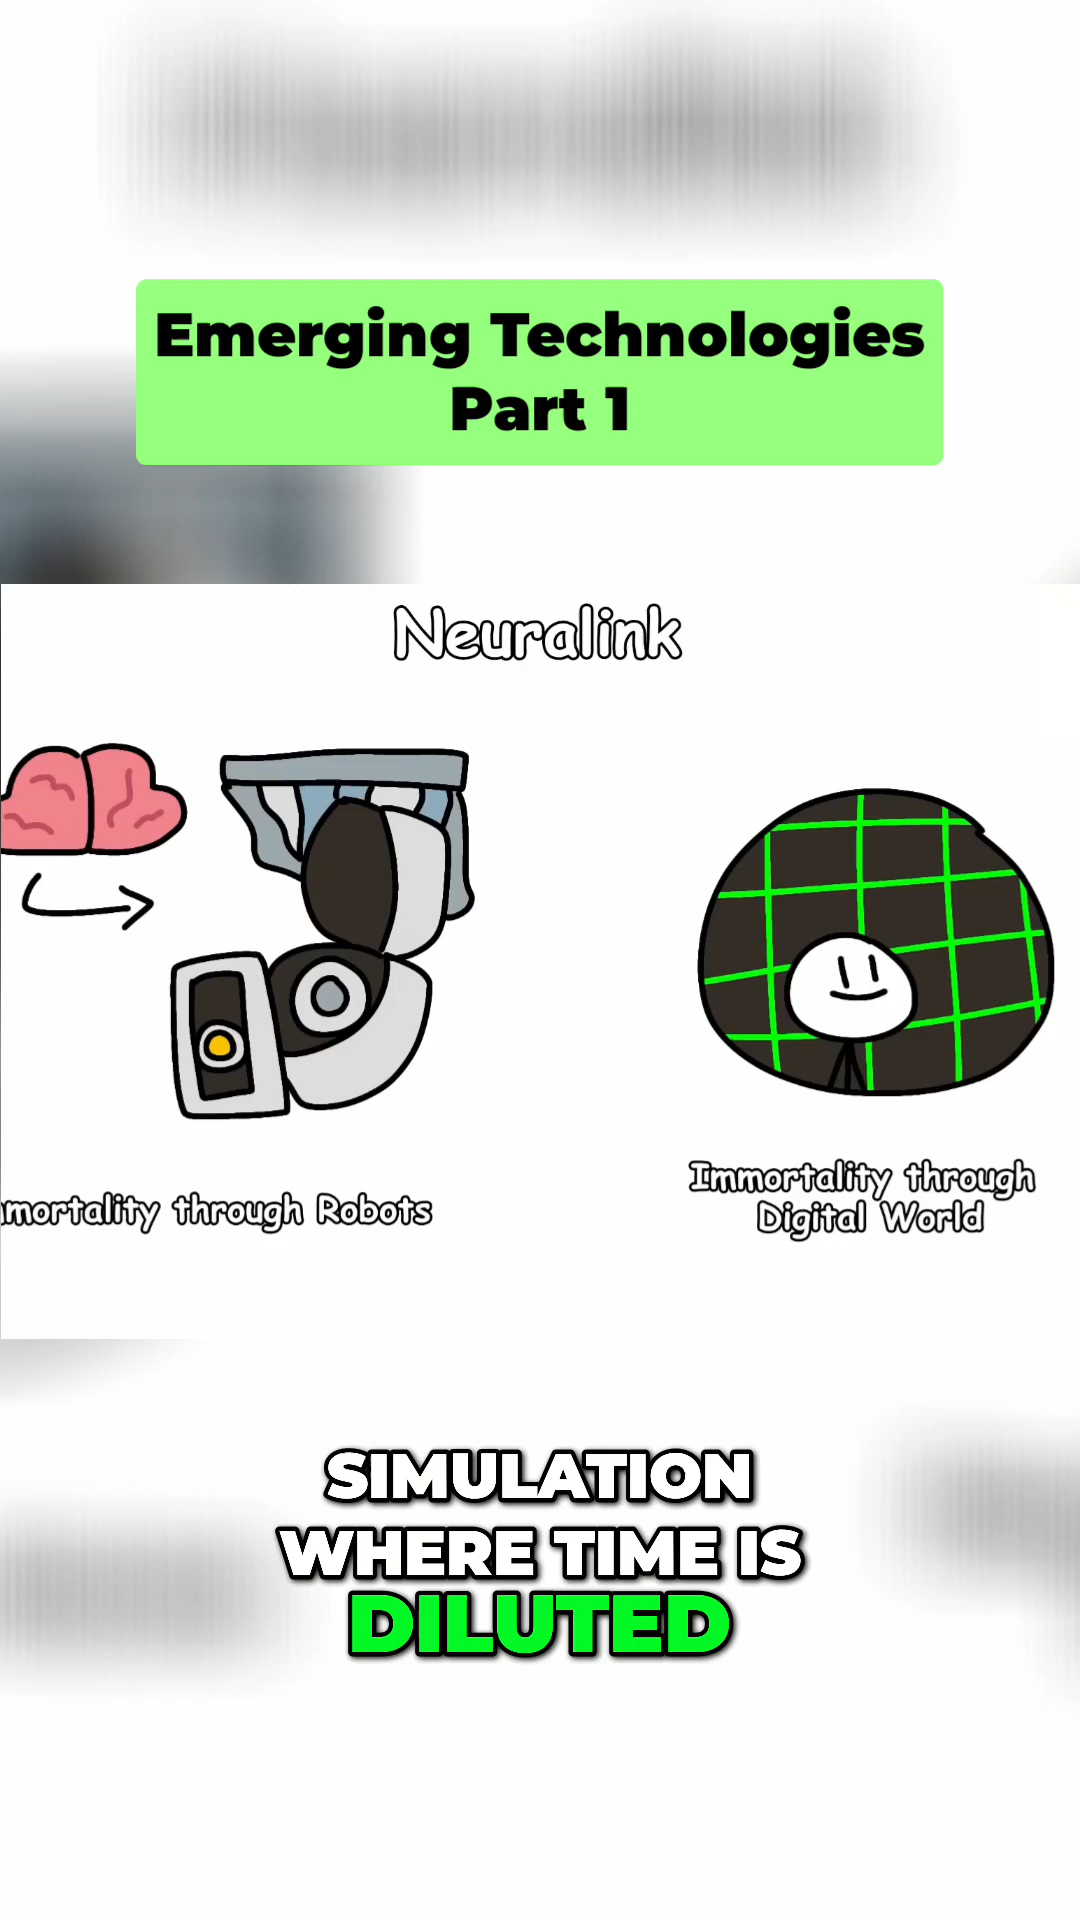 Emerging Technologies
Part 1
Neuralink
mortality through Robots
Immortality through
Digital World
SIMULATION
WHERE TIME IS
DILUTED